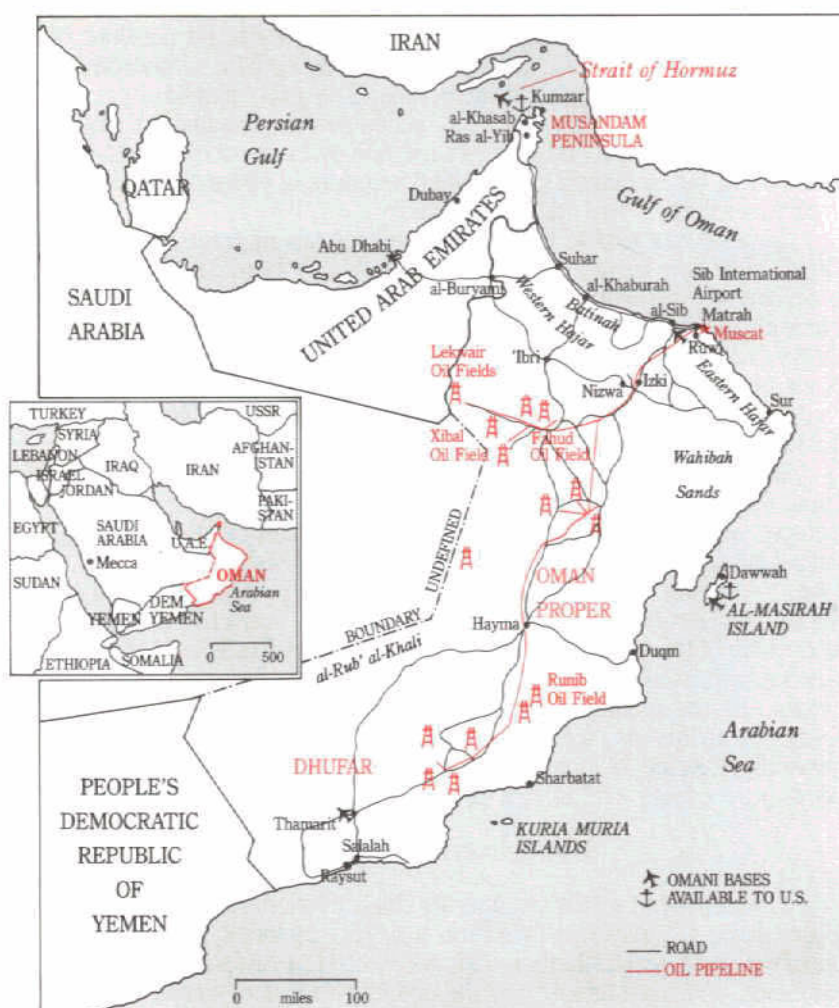 IRAN
Strait of Hormuz
Kumzar
al-Khasab
Ras al-Yib
MUSANDAM
PENINSULA
Persian
Gulf
QATAR
Dubay
Gulf of Oman
Abu Dhabi
UNITED ARAB EMIRATES
SAUDI
ARABIA
al-Buryami
Suhar
al-Khaburah
Sib International
Airport
al-Sib
Matrah
Muscat
Ruwi
Western Hajar
Batinah
Eastern Hajar
'Ibri
Nizwa
Izki
Sur
Lekwair
Oil Fields
Xibal
Oil Field
Fahud
Oil Field
Wahibah
Sands
BOUNDARY UNDEFINED
al-Rub' al-Khali
OMAN
PROPER
Dawwah
AL-MASIRAH
ISLAND
Hayma
Duqm
Runib
Oil Field
Arabian
Sea
DHUFAR
Sharbatat
KURIA MURIA
ISLANDS
Thamarit
Salalah
Raysut
PEOPLE'S
DEMOCRATIC
REPUBLIC
OF
YEMEN
OMANI BASES
AVAILABLE TO U.S.
ROAD
OIL PIPELINE
0 miles 100
TURKEY
USSR
SYRIA
LEBANON
ISRAEL
JORDAN
IRAQ
IRAN
AFGHAN-
ISTAN
PAKI-
STAN
EGYPT
SAUDI
ARABIA
U.A.E.
Mecca
OMAN
Arabian
Sea
SUDAN
DEM.
YEMEN
YEMEN
ETHIOPIA
SOMALIA
0 500